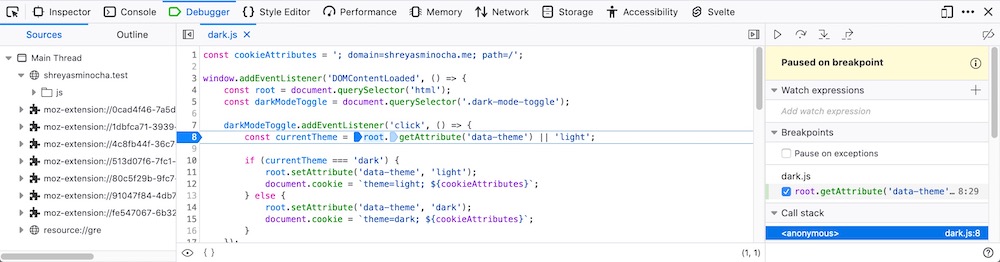 Inspector Console Debugger Style Editor Performance Memory Network Storage Accessibility Svelte
Sources Outline
Main Thread
shreyasminocha.test
js
moz-extension://0cad4f46-7a5d
moz-extension://1dbfca71-3939-
moz-extension://4c8fb44f-36c7
moz-extension://513d07f6-7fc1-
moz-extension://80c5f29b-9fc7-
moz-extension://91047f84-4db7
moz-extension://fe547067-6b32
resource://gre
dark.js
1 const cookieAttributes = '; domain=shreyasminocha.me; path=/';
2
3 window.addEventListener('DOMContentLoaded', () => {
4 const root = document.querySelector('html');
5 const darkModeToggle = document.querySelector('.dark-mode-toggle');
6
7 darkModeToggle.addEventListener('click', () => {
8 const currentTheme = root.getAttribute('data-theme') || 'light';
9
10 if (currentTheme === 'dark') {
11 root.setAttribute('data-theme', 'light');
12 document.cookie = `theme=light; ${cookieAttributes}`;
13 } else {
14 root.setAttribute('data-theme', 'dark');
15 document.cookie = `theme=dark; ${cookieAttributes}`;
16 }
17 });
{ } (1, 1)
Paused on breakpoint
Watch expressions
Add watch expression
Breakpoints
Pause on exceptions
dark.js
root.getAttribute('data-theme'… 8:29
Call stack
<anonymous> dark.js:8